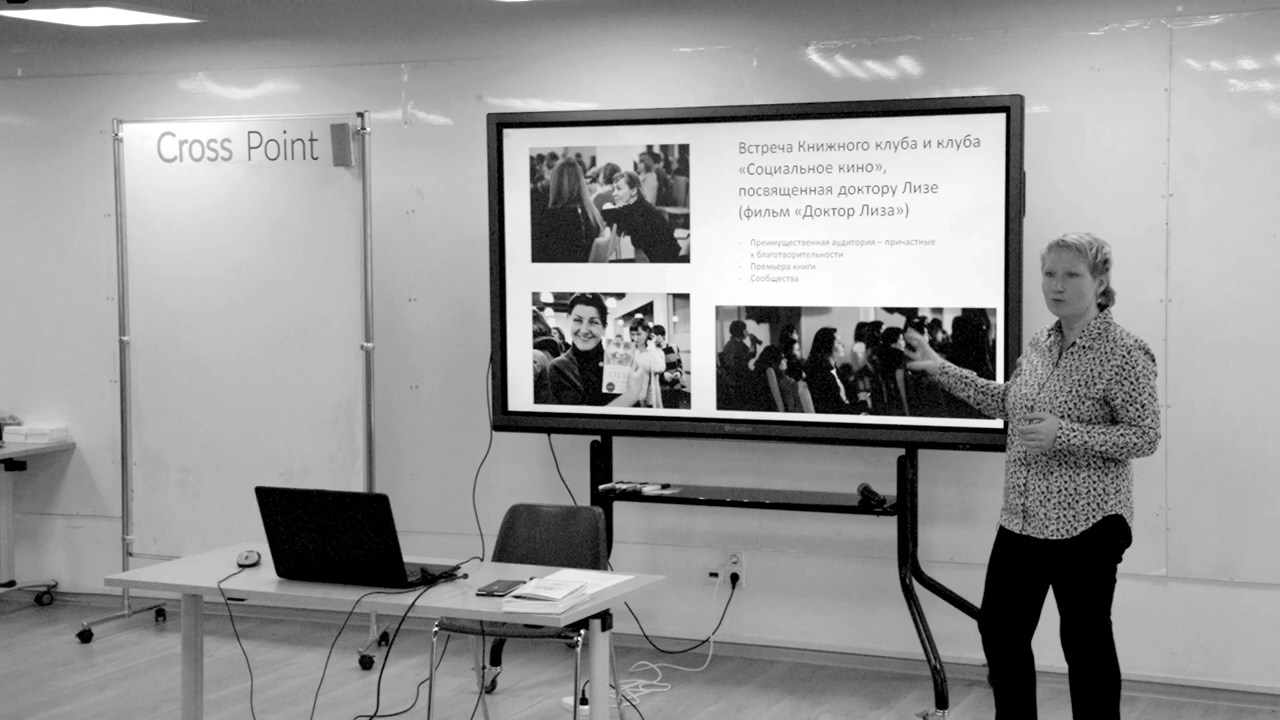 Cross Point
Встреча Книжного клуба и клуба
«Социальное кино»,
посвященная доктору Лизе
(фильм «Доктор Лиза»)
- Преимущественная аудитория – причастные
к благотворительности
- Премьера книги
- Сообщества